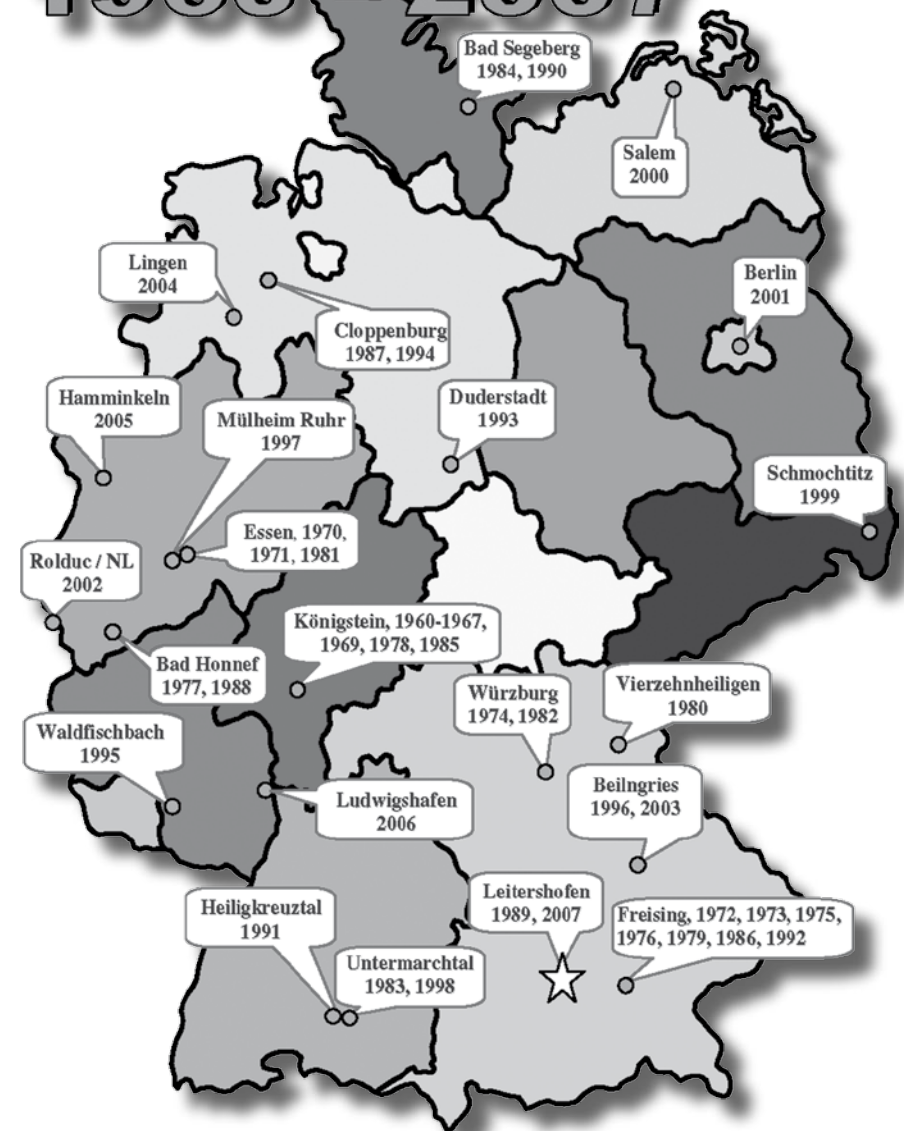 Bad Segeberg
1984, 1990
Salem
2000
Lingen
2004
Berlin
2001
Cloppenburg
1987, 1994
Hamminkeln
2005
Mülheim Ruhr
1997
Duderstadt
1993
Schmochtitz
1999
Essen, 1970,
1971, 1981
Rolduc / NL
2002
Königstein, 1960-1967,
1969, 1978, 1985
Bad Honnef
1977, 1988
Würzburg
1974, 1982
Vierzehnheiligen
1980
Waldfischbach
1995
Ludwigshafen
2006
Beilngries
1996, 2003
Heiligkreuztal
1991
Leitershofen
1989, 2007
Freising, 1972, 1973, 1975,
1976, 1979, 1986, 1992
Untermarchtal
1983, 1998